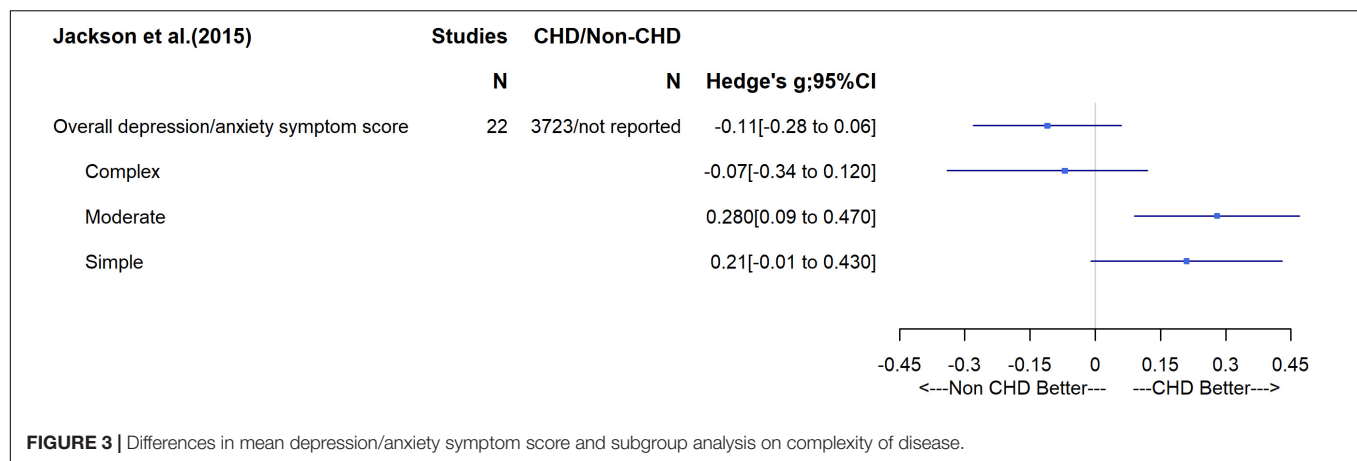 Jackson et al.(2015) Studies CHD/Non-CHD
N N Hedge's g;95%CI
Overall depression/anxiety symptom score 22 3723/not reported -0.11[-0.28 to 0.06]
Complex -0.07[-0.34 to 0.120]
Moderate 0.280[0.09 to 0.470]
Simple 0.21[-0.01 to 0.430]
-0.45 -0.3 -0.15 0 0.15 0.3 0.45
<---Non CHD Better--- ---CHD Better--->
FIGURE 3 | Differences in mean depression/anxiety symptom score and subgroup analysis on complexity of disease.